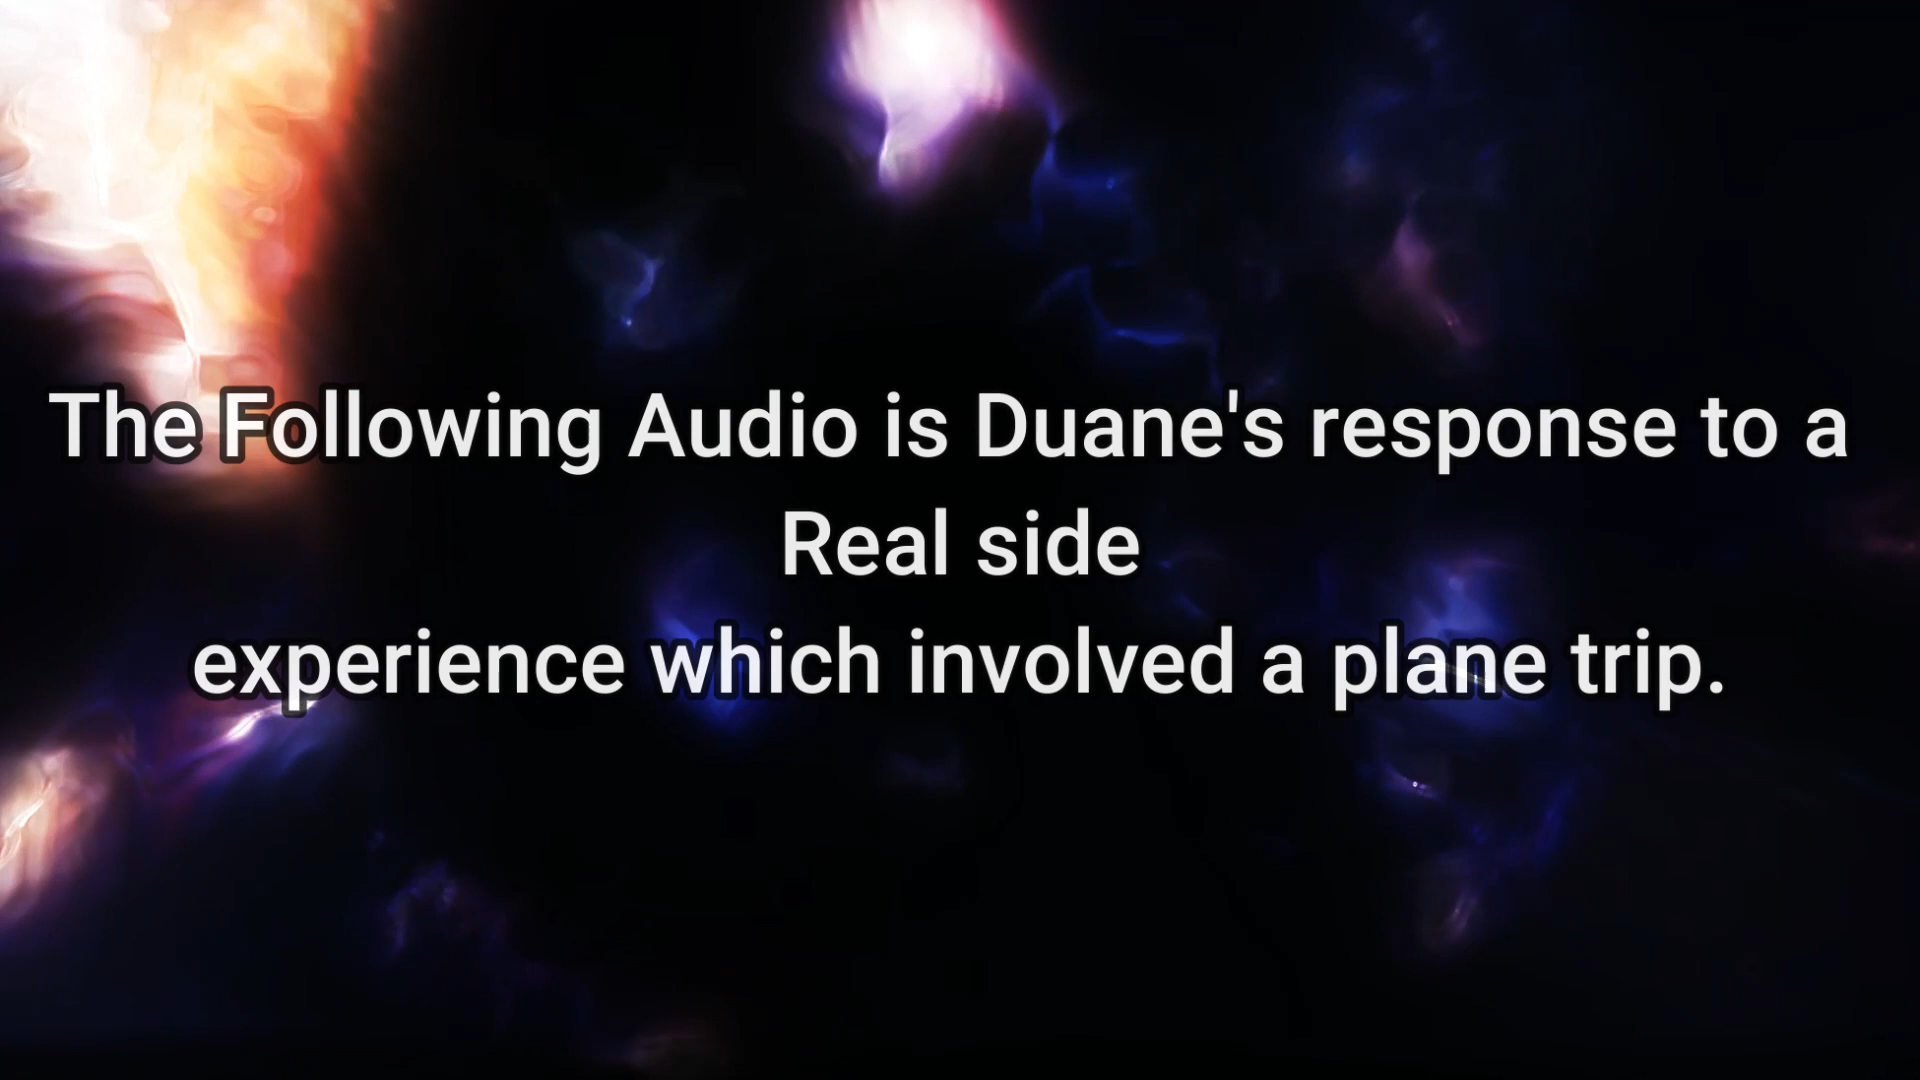 The Following Audio is Duane's response to a
Real side
experience which involved a plane trip.